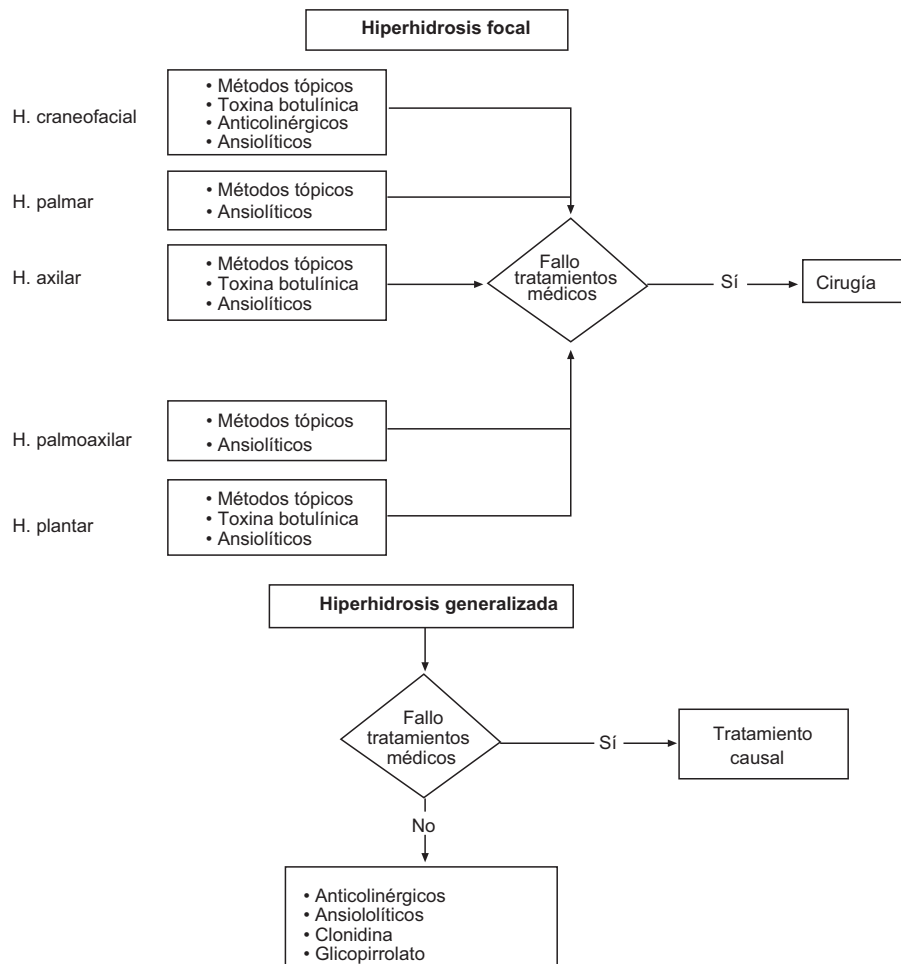 Hiperhidrosis focal
H. craneofacial
• Métodos tópicos
• Toxina botulínica
• Anticolinérgicos
• Ansiolíticos
H. palmar
• Métodos tópicos
• Ansiolíticos
H. axilar
• Métodos tópicos
• Toxina botulínica
• Ansiolíticos
Fallo
tratamientos
médicos
Sí
Cirugía
H. palmoaxilar
• Métodos tópicos
• Ansiolíticos
H. plantar
• Métodos tópicos
• Toxina botulínica
• Ansiolíticos
Hiperhidrosis generalizada
Fallo
tratamientos
médicos
Sí
Tratamiento
causal
No
• Anticolinérgicos
• Ansiololíticos
• Clonidina
• Glicopirrolato